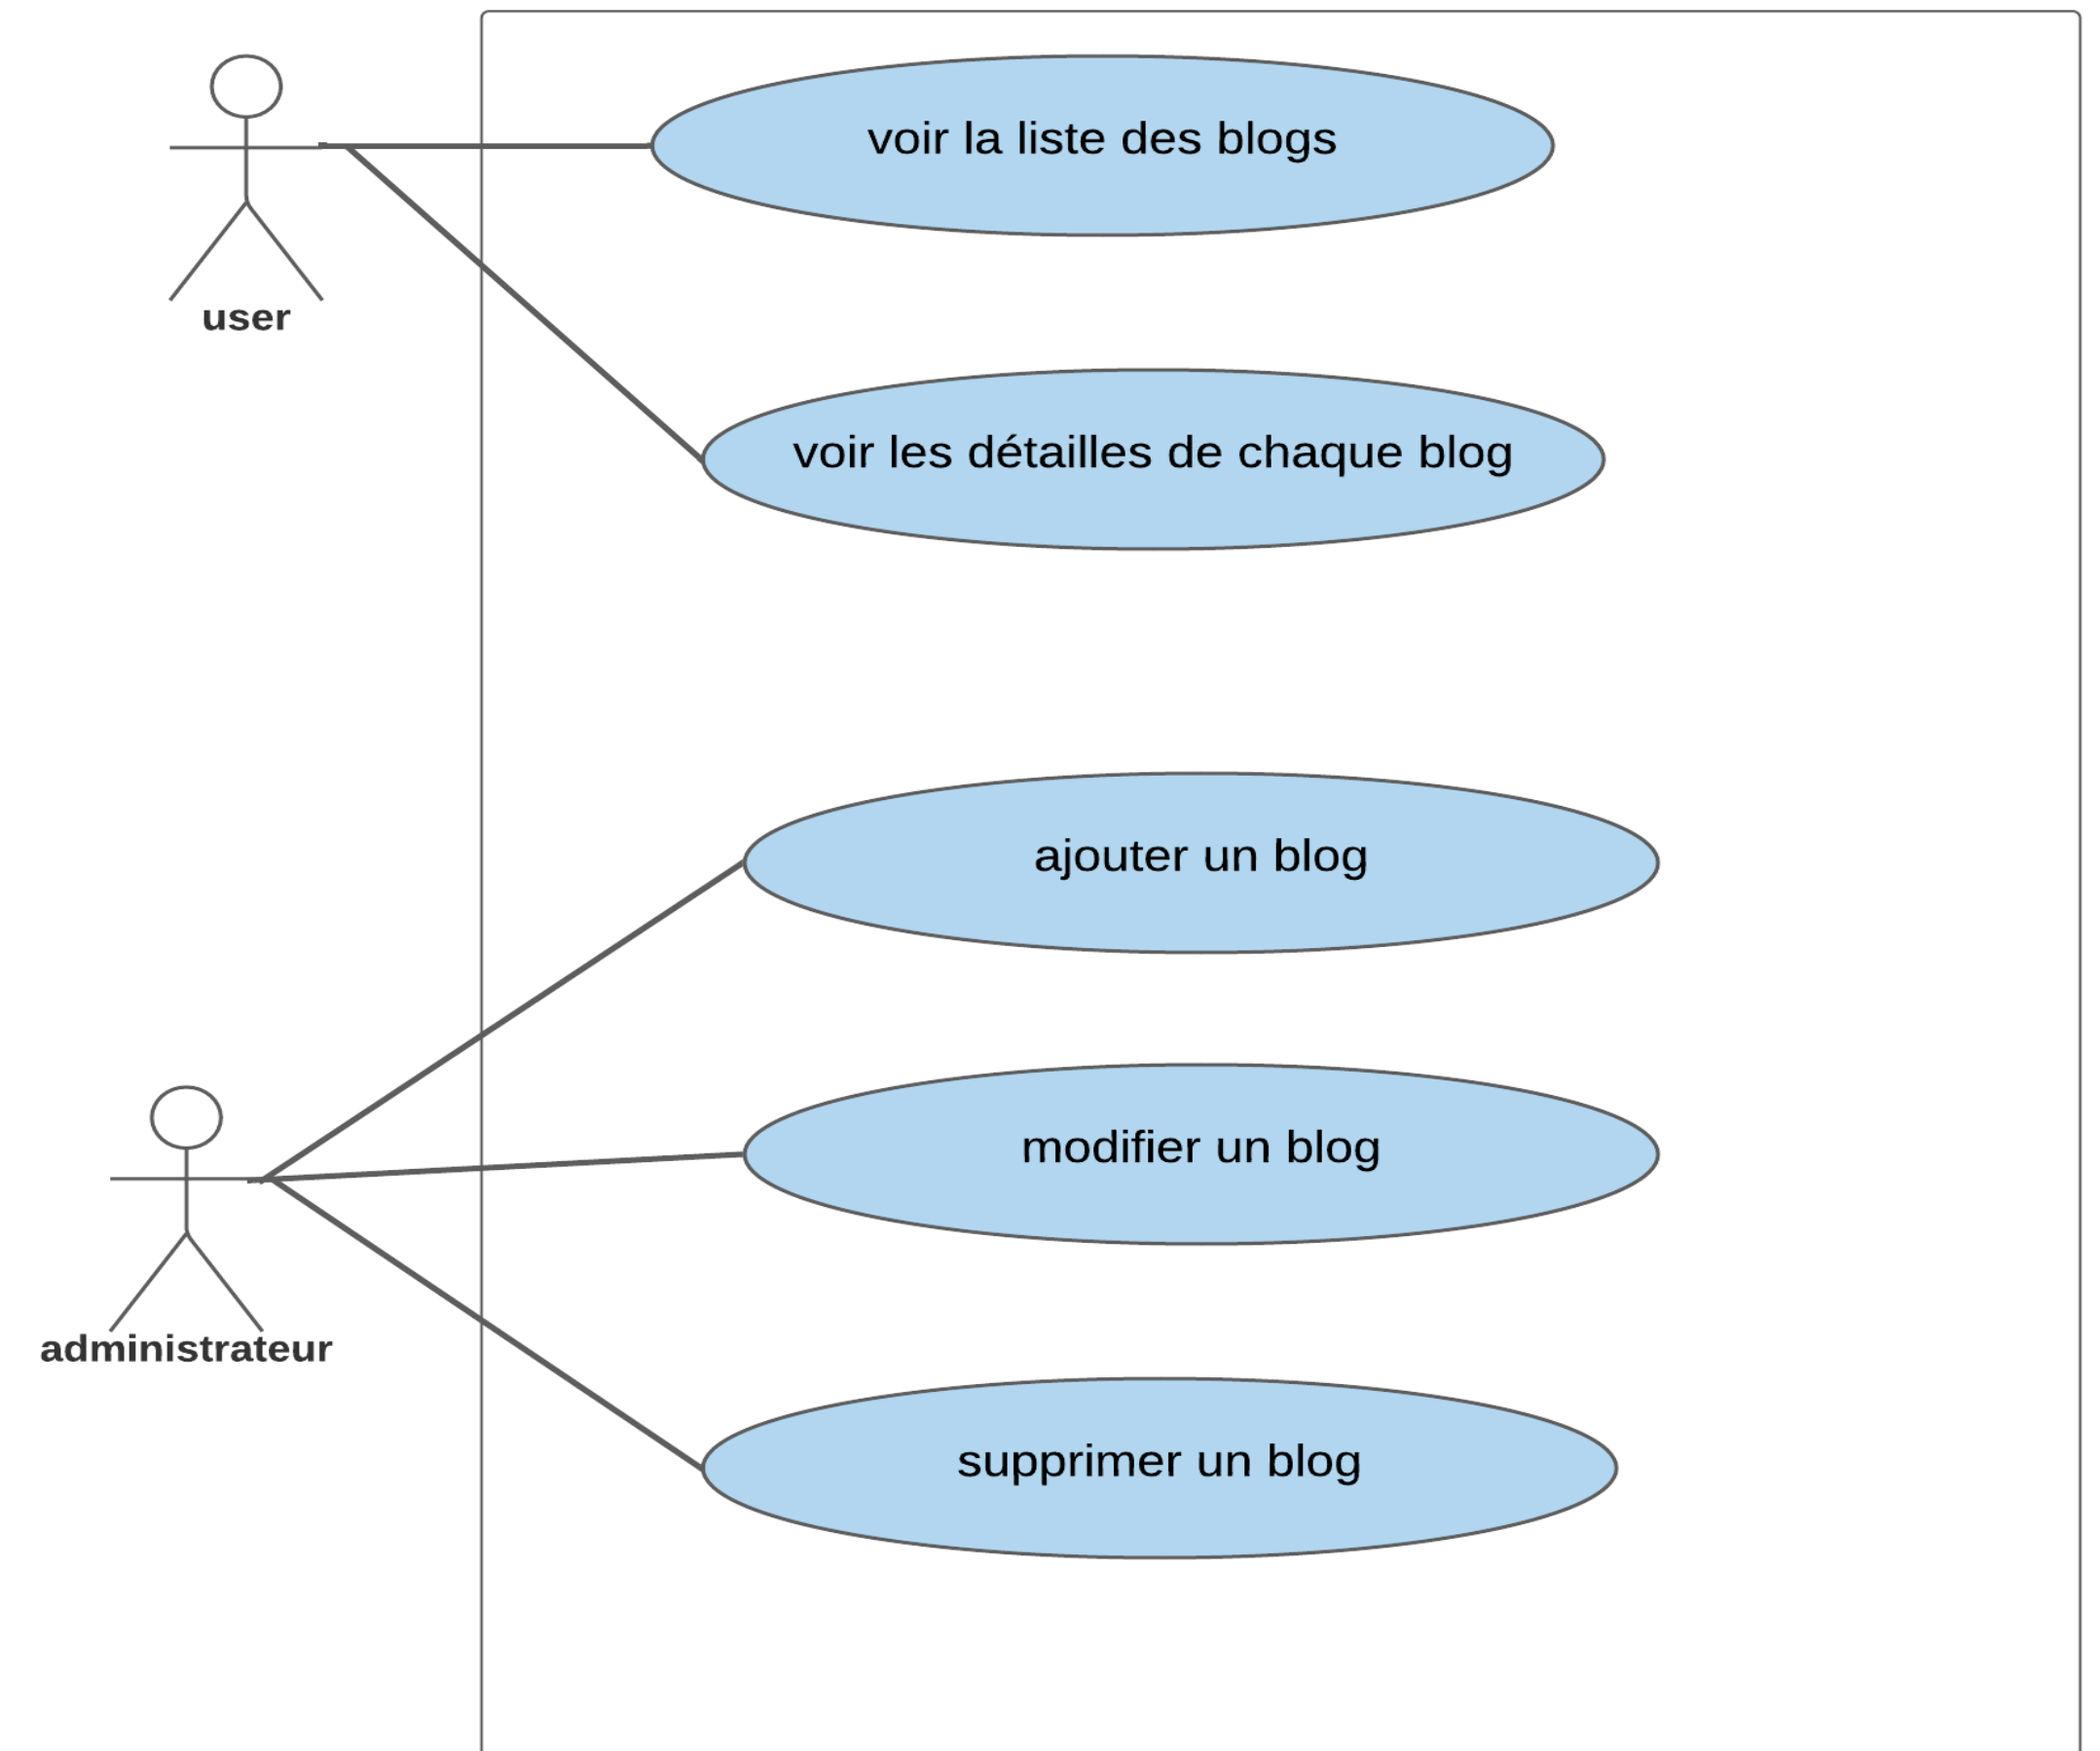 voir la liste des blogs
user
voir les détailles de chaque blog
ajouter un blog
modifier un blog
administrateur
supprimer un blog